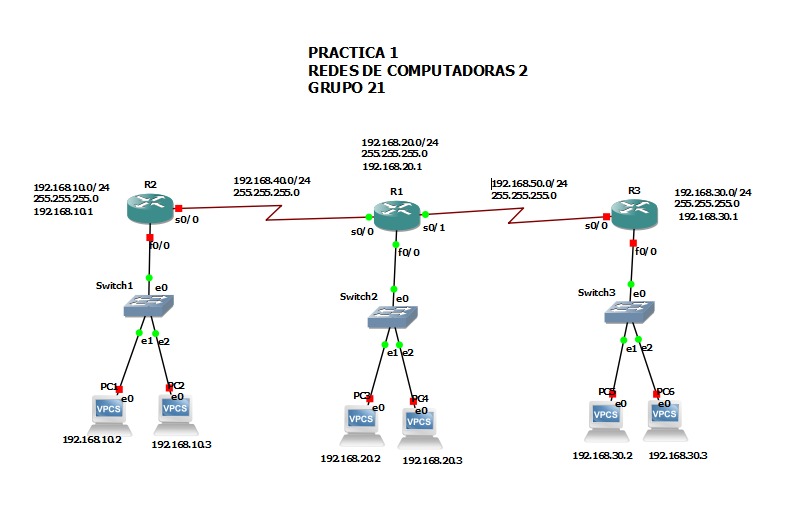 PRACTICA 1
REDES DE COMPUTADORAS 2
GRUPO 21
192.168.20.0/24
255.255.255.0
192.168.20.1
192.168.10.0/24
255.255.255.0
192.168.10.1
R2
192.168.40.0/24
255.255.255.0
R1
192.168.50.0/24
255.255.255.0
R3
192.168.30.0/24
255.255.255.0
192.168.30.1
s0/0
s0/0
s0/1
s0/0
f0/0
f0/0
f0/0
Switch1
e0
Switch2
e0
Switch3
e0
e1
e2
e1
e2
e1
e2
PC1
e0
VPCS
192.168.10.2
PC2
e0
VPCS
192.168.10.3
PC3
e0
VPCS
192.168.20.2
PC4
e0
VPCS
192.168.20.3
PC5
e0
VPCS
192.168.30.2
PC6
e0
VPCS
192.168.30.3